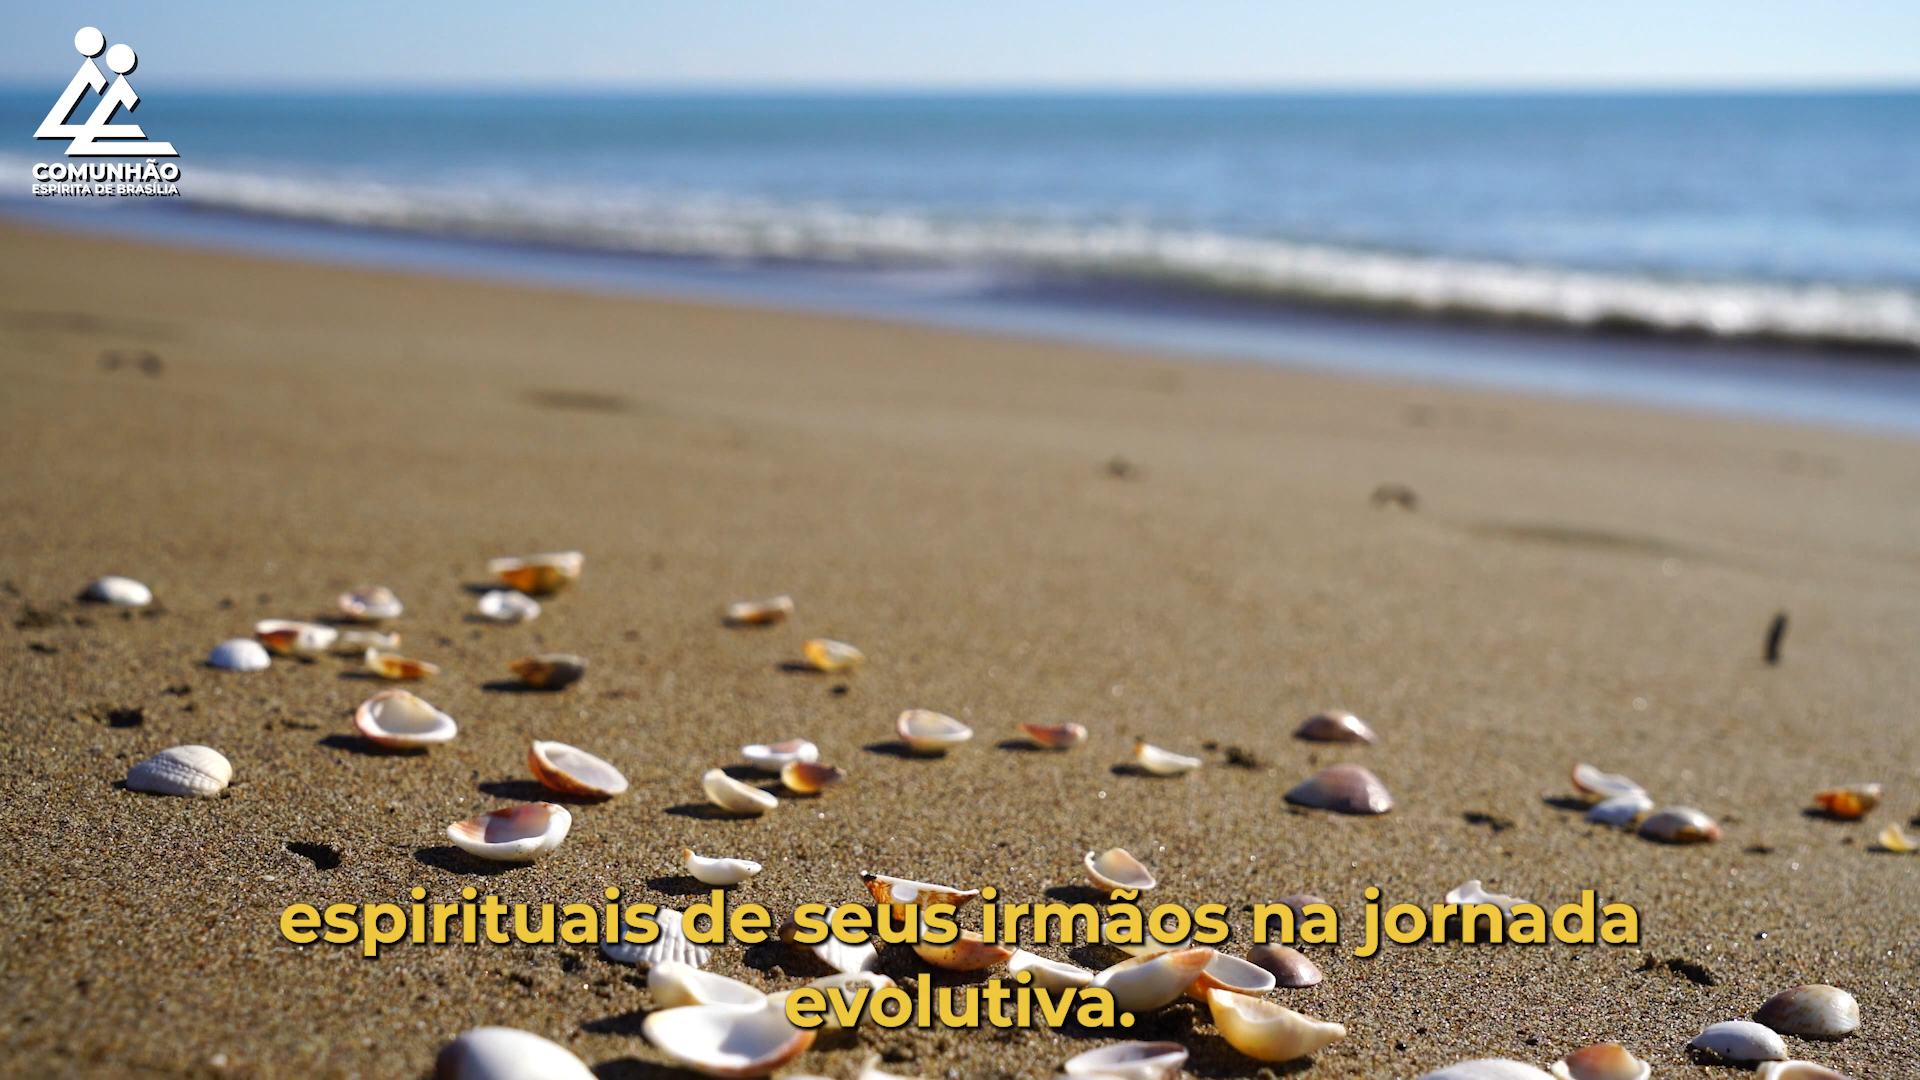 COMUNHÃO
ESPÍRITA DE BRASÍLIA
espirituais de seus irmãos na jornada
evolutiva.